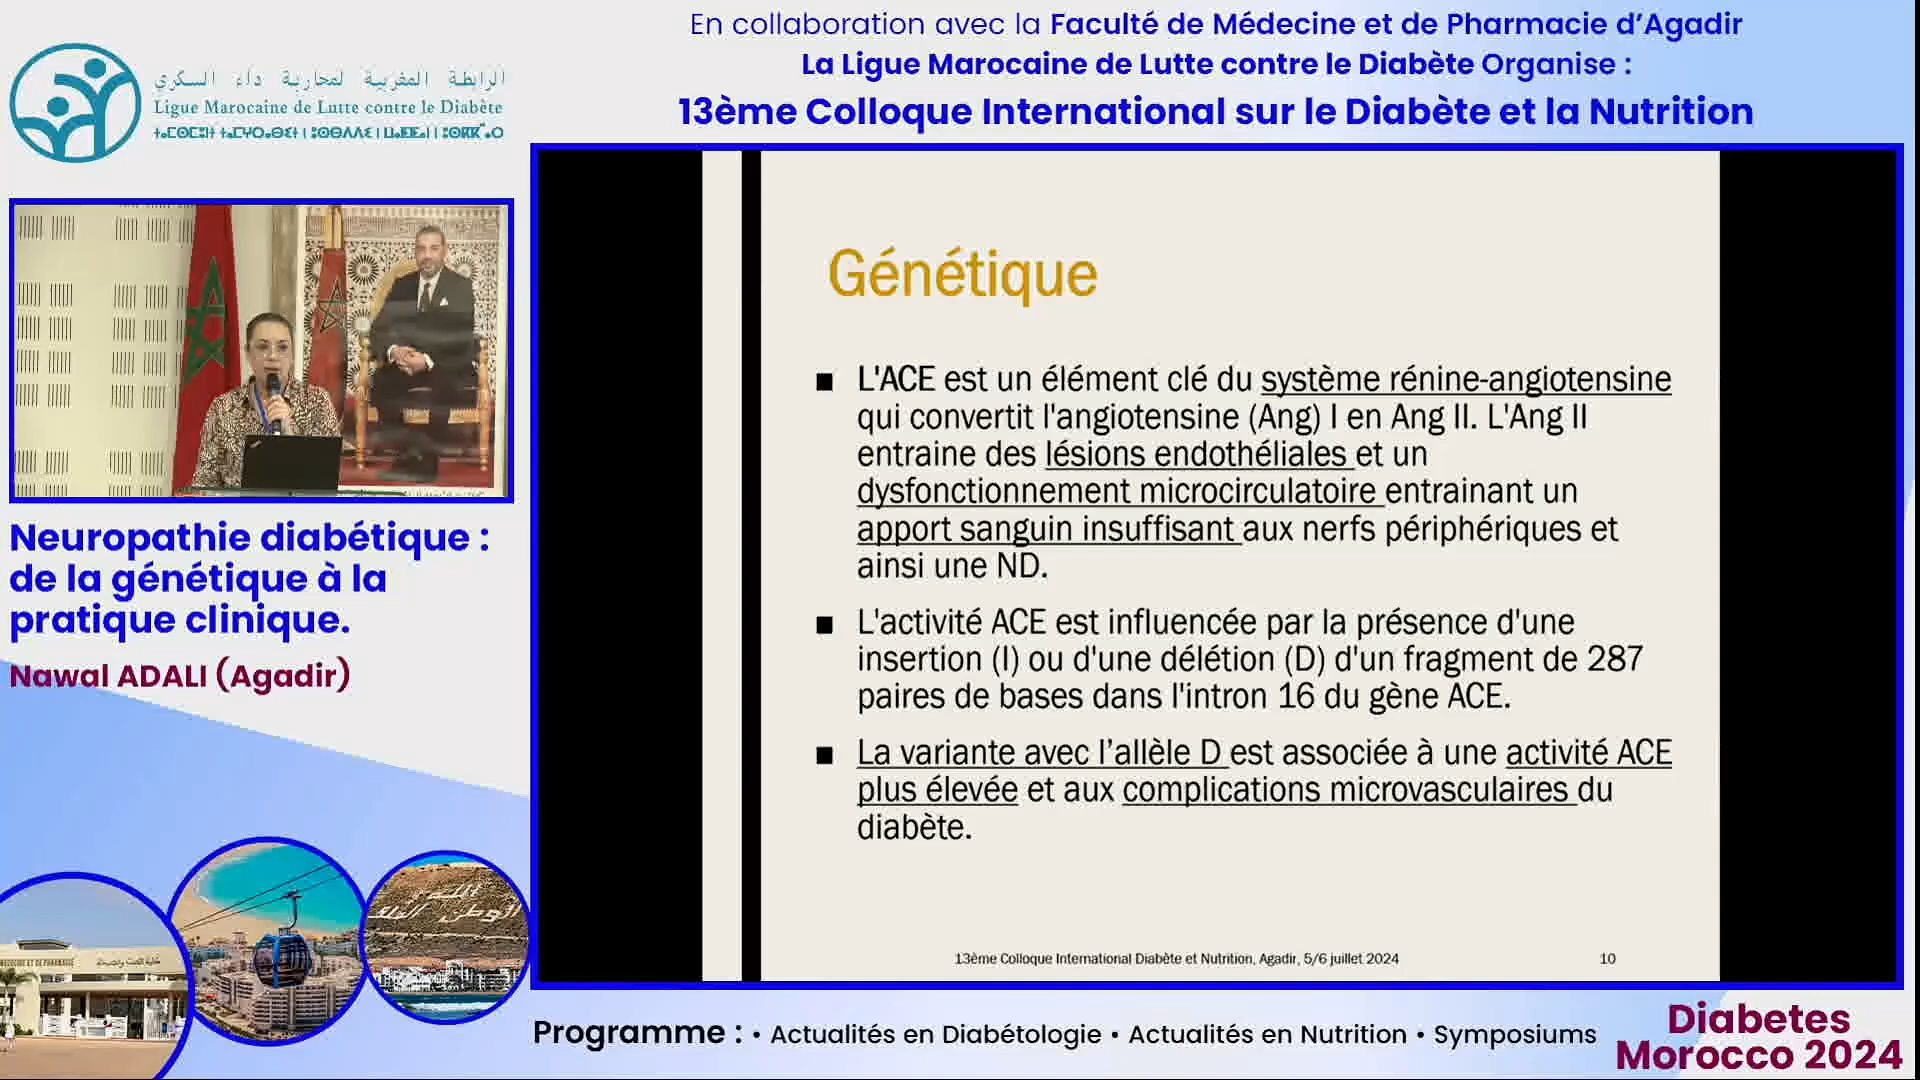 En collaboration avec la Faculté de Médecine et de Pharmacie d’Agadir
La Ligue Marocaine de Lutte contre le Diabète Organise :
13ème Colloque International sur le Diabète et la Nutrition
الرابطة المغربية لمحاربة داء السكري
Ligue Marocaine de Lutte contre le Diabète
Neuropathie diabétique :
de la génétique à la
pratique clinique.
Nawal ADALI (Agadir)
Génétique
■ L'ACE est un élément clé du système rénine-angiotensine
qui convertit l'angiotensine (Ang) I en Ang II. L'Ang II
entraine des lésions endothéliales et un
dysfonctionnement microcirculatoire entrainant un
apport sanguin insuffisant aux nerfs périphériques et
ainsi une ND.
■ L'activité ACE est influencée par la présence d'une
insertion (I) ou d'une délétion (D) d'un fragment de 287
paires de bases dans l'intron 16 du gène ACE.
■ La variante avec l’allèle D est associée à une activité ACE
plus élevée et aux complications microvasculaires du
diabète.
13ème Colloque International Diabète et Nutrition, Agadir, 5/6 juillet 2024
10
الله
الوطن الملك
Programme : • Actualités en Diabétologie • Actualités en Nutrition • Symposiums
Diabetes
Morocco 2024